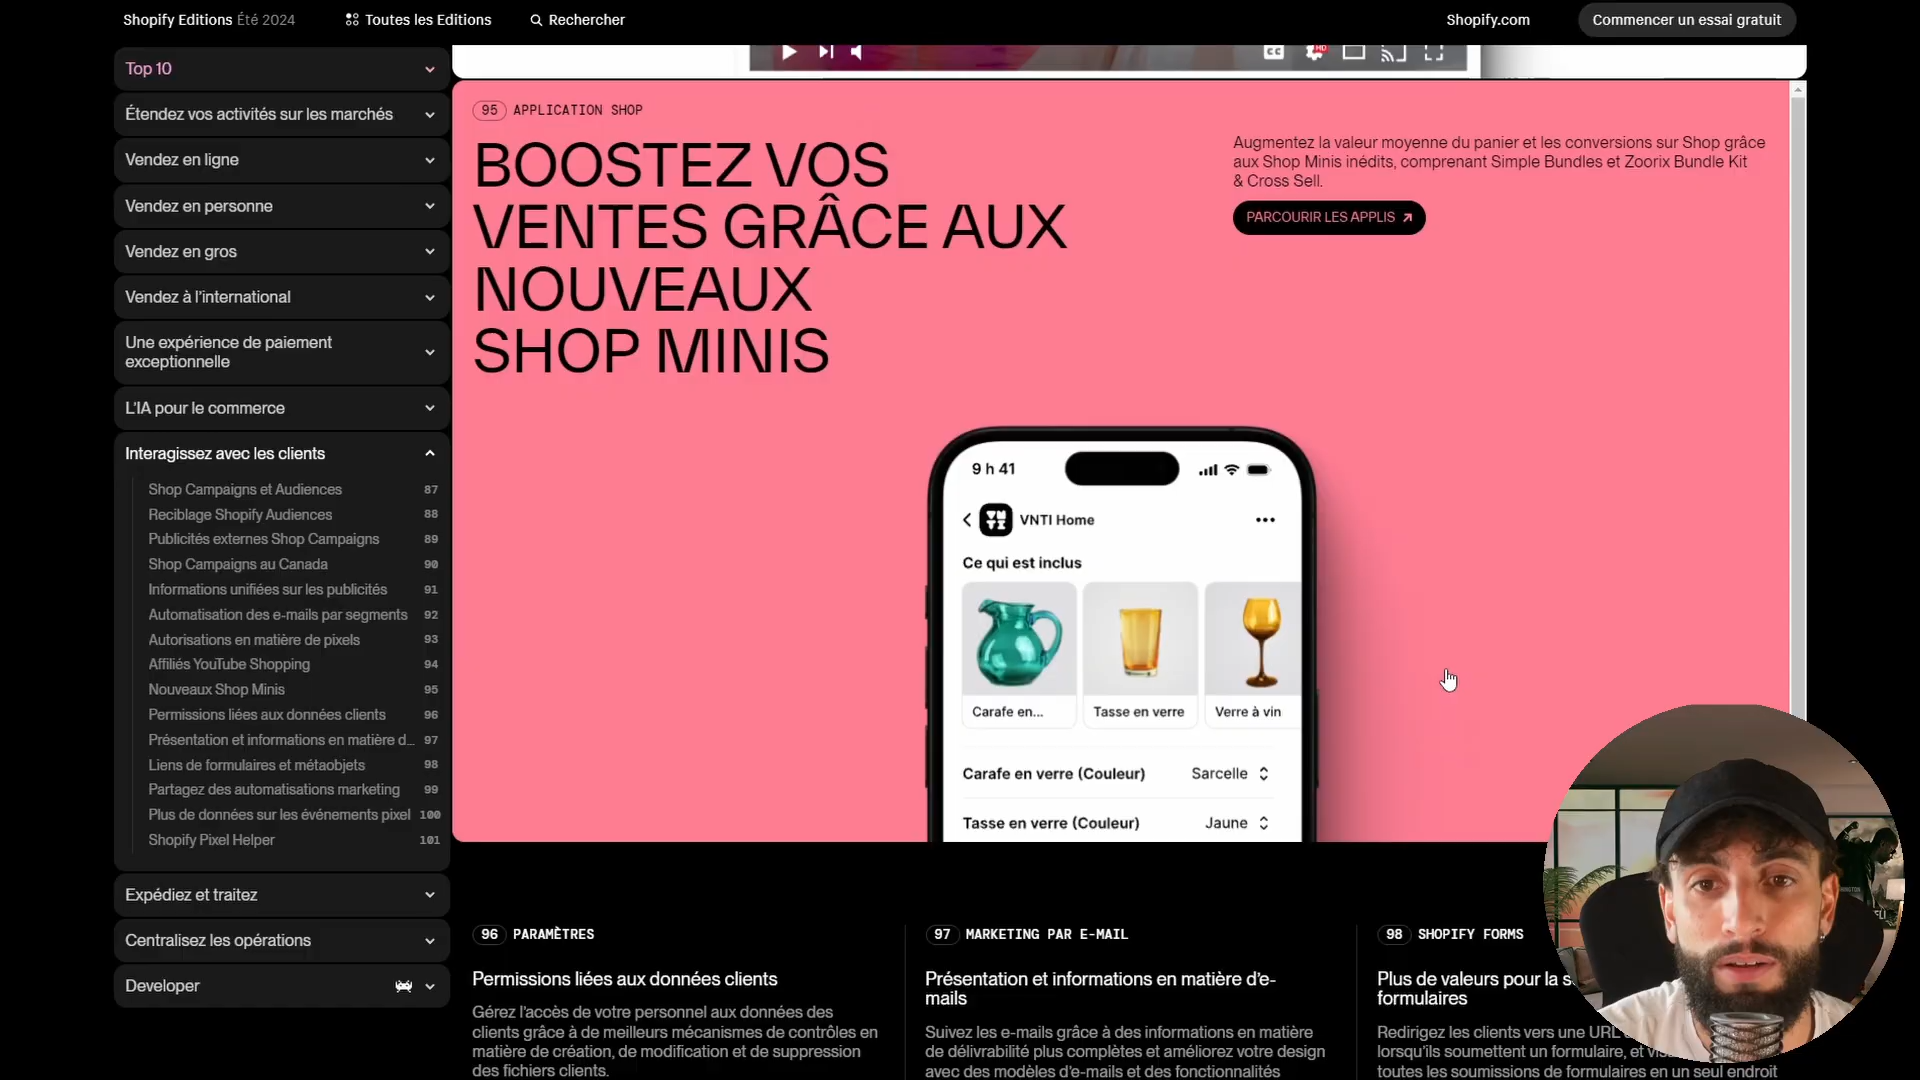 Shopify Editions Été 2024
Toutes les Editions
Rechercher
Shopify.com
Commencer un essai gratuit
Top 10
Étendez vos activités sur les marchés
Vendez en ligne
Vendez en personne
Vendez en gros
Vendez à l'international
Une expérience de paiement
exceptionnelle
L'IA pour le commerce
Interagissez avec les clients
Shop Campaigns et Audiences 87
Reciblage Shopify Audiences 88
Publicités externes Shop Campaigns 89
Shop Campaigns au Canada 90
Informations unifiées sur les publicités 91
Automatisation des e-mails par segments 92
Autorisations en matière de pixels 93
Affiliés YouTube Shopping 94
Nouveaux Shop Minis 95
Permissions liées aux données clients 96
Présentation et informations en matière d... 97
Liens de formulaires et métaobjets 98
Partagez des automatisations marketing 99
Plus de données sur les événements pixel 100
Shopify Pixel Helper 101
Expédiez et traitez
Centralisez les opérations
Developer
CC
HD
95 APPLICATION SHOP
BOOSTEZ VOS
VENTES GRÂCE AUX
NOUVEAUX
SHOP MINIS
Augmentez la valeur moyenne du panier et les conversions sur Shop grâce
aux Shop Minis inédits, comprenant Simple Bundles et Zoorix Bundle Kit
& Cross Sell.
PARCOURIR LES APPLIS
9 h 41
VNTI Home
Ce qui est inclus
Carafe en...
Tasse en verre
Verre à vin
Carafe en verre (Couleur) Sarcelle
Tasse en verre (Couleur) Jaune
96 PARAMÈTRES
Permissions liées aux données clients
Gérez l'accès de votre personnel aux données des
clients grâce à de meilleurs mécanismes de contrôles en
matière de création, de modification et de suppression
des fichiers clients.
97 MARKETING PAR E-MAIL
Présentation et informations en matière d'e-
mails
Suivez les e-mails grâce à des informations en matière
de délivrabilité plus complètes et améliorez votre design
avec des modèles d'e-mails et des fonctionnalités
98 SHOPIFY FORMS
Plus de valeurs pour la
formulaires
Redirigez les clients vers une URL
lorsqu'ils soumettent un formulaire, et
toutes les soumissions de formulaires en un seul endroit